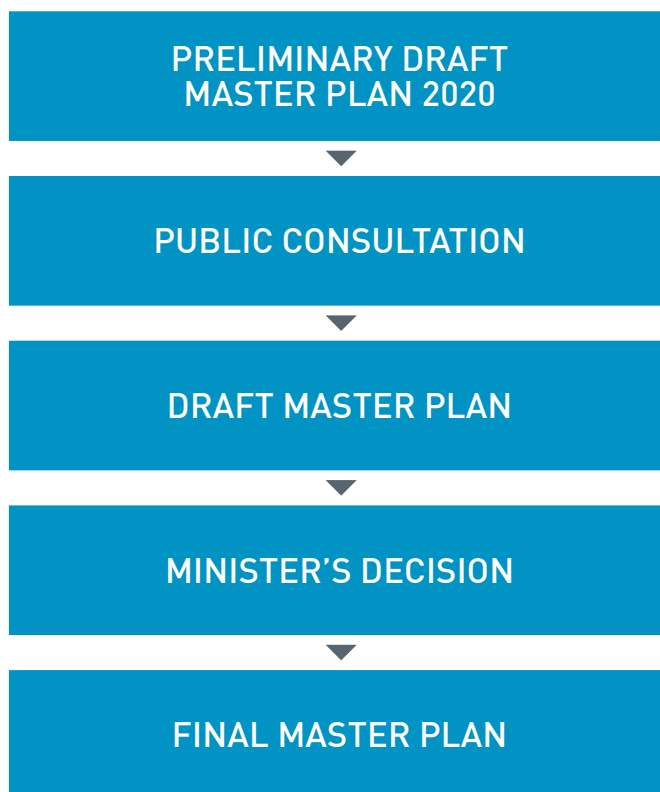 PRELIMINARY DRAFT
MASTER PLAN 2020
PUBLIC CONSULTATION
DRAFT MASTER PLAN
MINISTER’S DECISION
FINAL MASTER PLAN